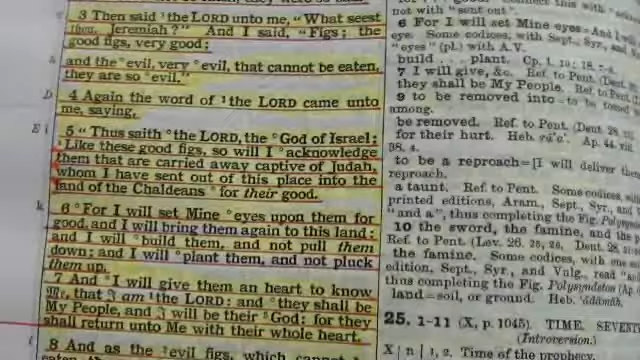 3 Then said °the LORD unto me, "What seest
then, Jeremiah?" And I said, "Figs; the
good figs, very good;
and the °evil, very °evil, that cannot be eaten,
they are so °evil."
D 4 Again the word of ¹the LORD came unto
me, saying,
E i 5 "Thus saith °the LORD, the °God of Israel;
'Like these good figs, so will I °acknowledge
them that are carried away captive of Judah,
whom I have sent out of this place into the
land of the Chaldeans °for their good.
k 6 °For I will set Mine °eyes upon them for
good, and I will bring them again to this land:
and I will °build them, and not pull them
down; and I will °plant them, and not pluck
them up.
7 And °I will give them an heart to know
Me, that I am ¹the LORD: and °they shall be
My People, and I will be their °God: for they
shall return unto Me with their whole heart.
8 And as the °evil figs, which cannot
not with "sent out".
6 For I will set Mine eyes=And I
eye. Some codices, with Sept., Syr., and
"eyes" (pl.) with A.V.
build . . . plant. Cp. 1. 10; 18.
7 I will give, &c. Ref. to Pent. (Deut.
they shall be My People. Ref. to Pent.
9 to be removed into=to be tossed
among.
be removed. Ref. to Pent. (Deut. 28.
for their hurt. Heb. rā'a'. Ap. 44. viii.
38. 4.
to be a reproach=[I will deliver them
reproach.
a taunt. Ref. to Pent. Some codices, with
printed editions, Aram., Sept., Syr., and
"and a", thus completing the Fig. Polysyndeton
10 the sword, the famine, and the
Ref. to Pent. (Lev. 26. 25, 26. Deut. 28.
the famine. Some codices, with one
edition, Sept., Syr., and Vulg., read "and
thus completing the Fig. Polysyndeton (Ap.
land=soil, or ground. Heb. 'ădāmāh.
25. 1-11 (X, p. 1045). TIME. SEVENTY
(Introversion.)
X | n | 1, 2. Time of the prophecy.